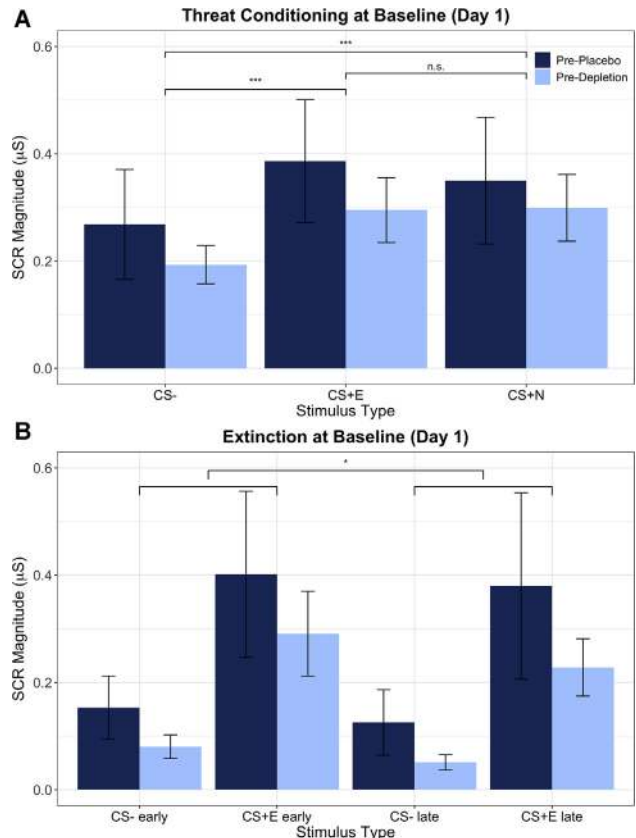 A
Threat Conditioning at Baseline (Day 1)
0.6
0.4
0.2
0.0
SCR Magnitude (µS)
***
***
n.s.
Pre-Placebo
Pre-Depletion
CS-
CS+E
CS+N
Stimulus Type
B
Extinction at Baseline (Day 1)
0.6
0.4
0.2
0.0
SCR Magnitude (µS)
*
CS- early
CS+E early
CS- late
CS+E late
Stimulus Type